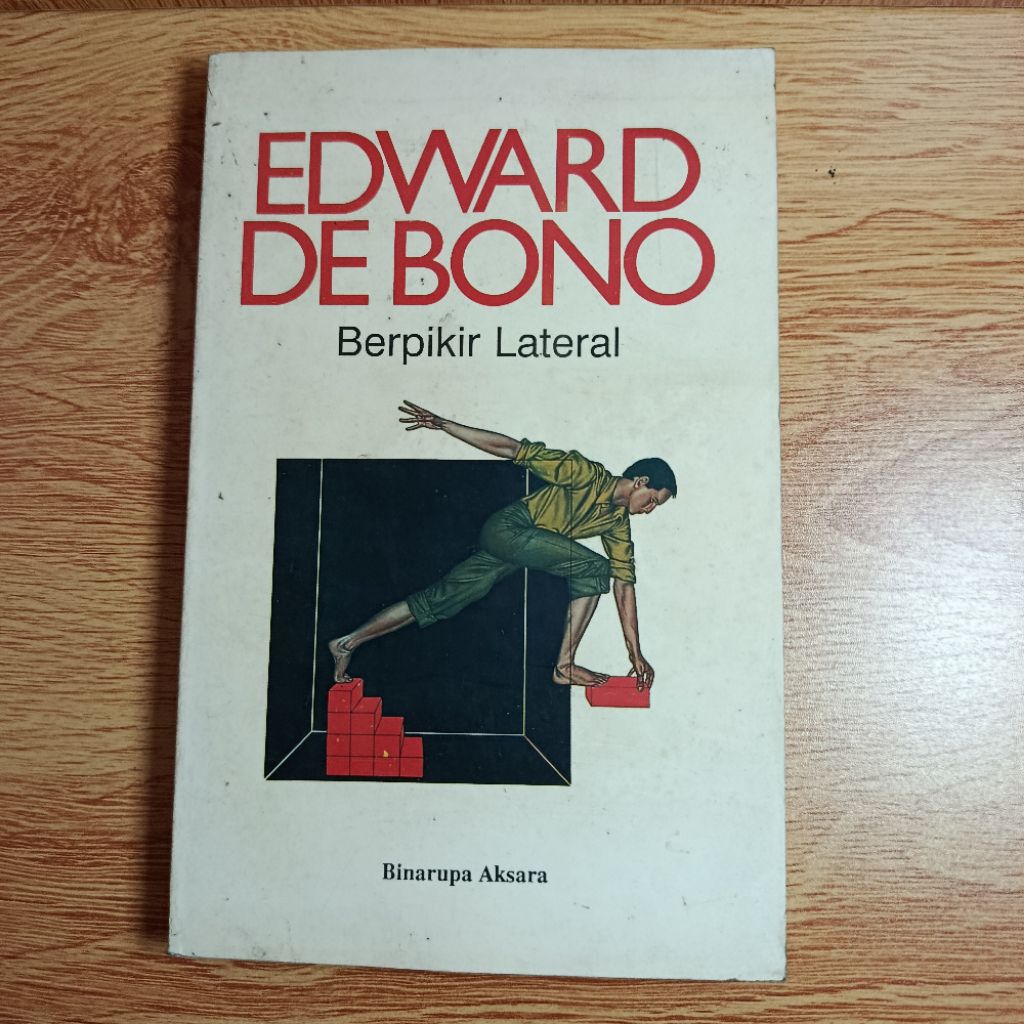 EDWARD
DE BONO
Berpikir Lateral
Binarupa Aksara